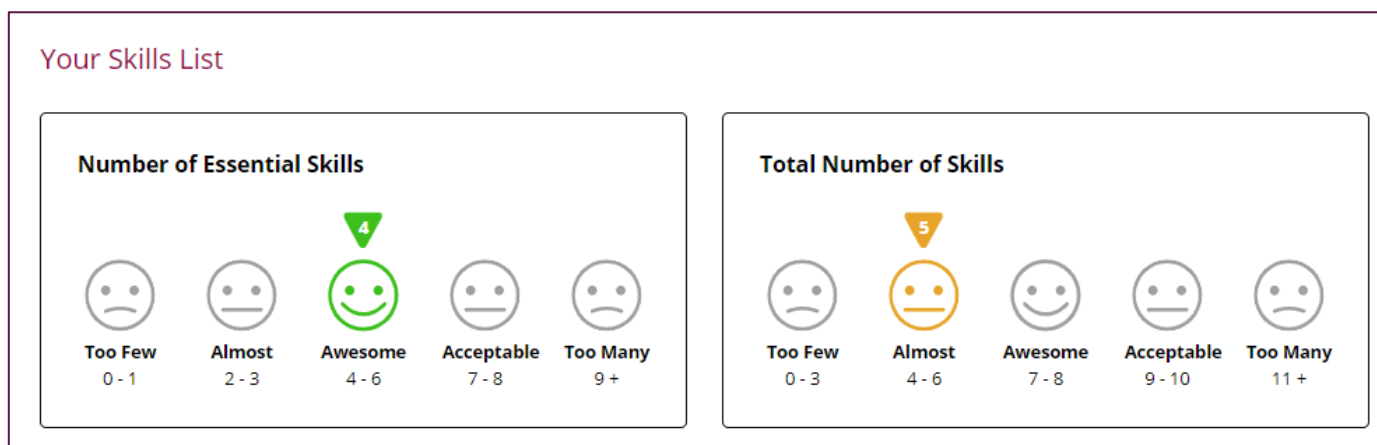 Your Skills List
Number of Essential Skills
4
Too Few
0 - 1
Almost
2 - 3
Awesome
4 - 6
Acceptable
7 - 8
Too Many
9 +
Total Number of Skills
5
Too Few
0 - 3
Almost
4 - 6
Awesome
7 - 8
Acceptable
9 - 10
Too Many
11 +